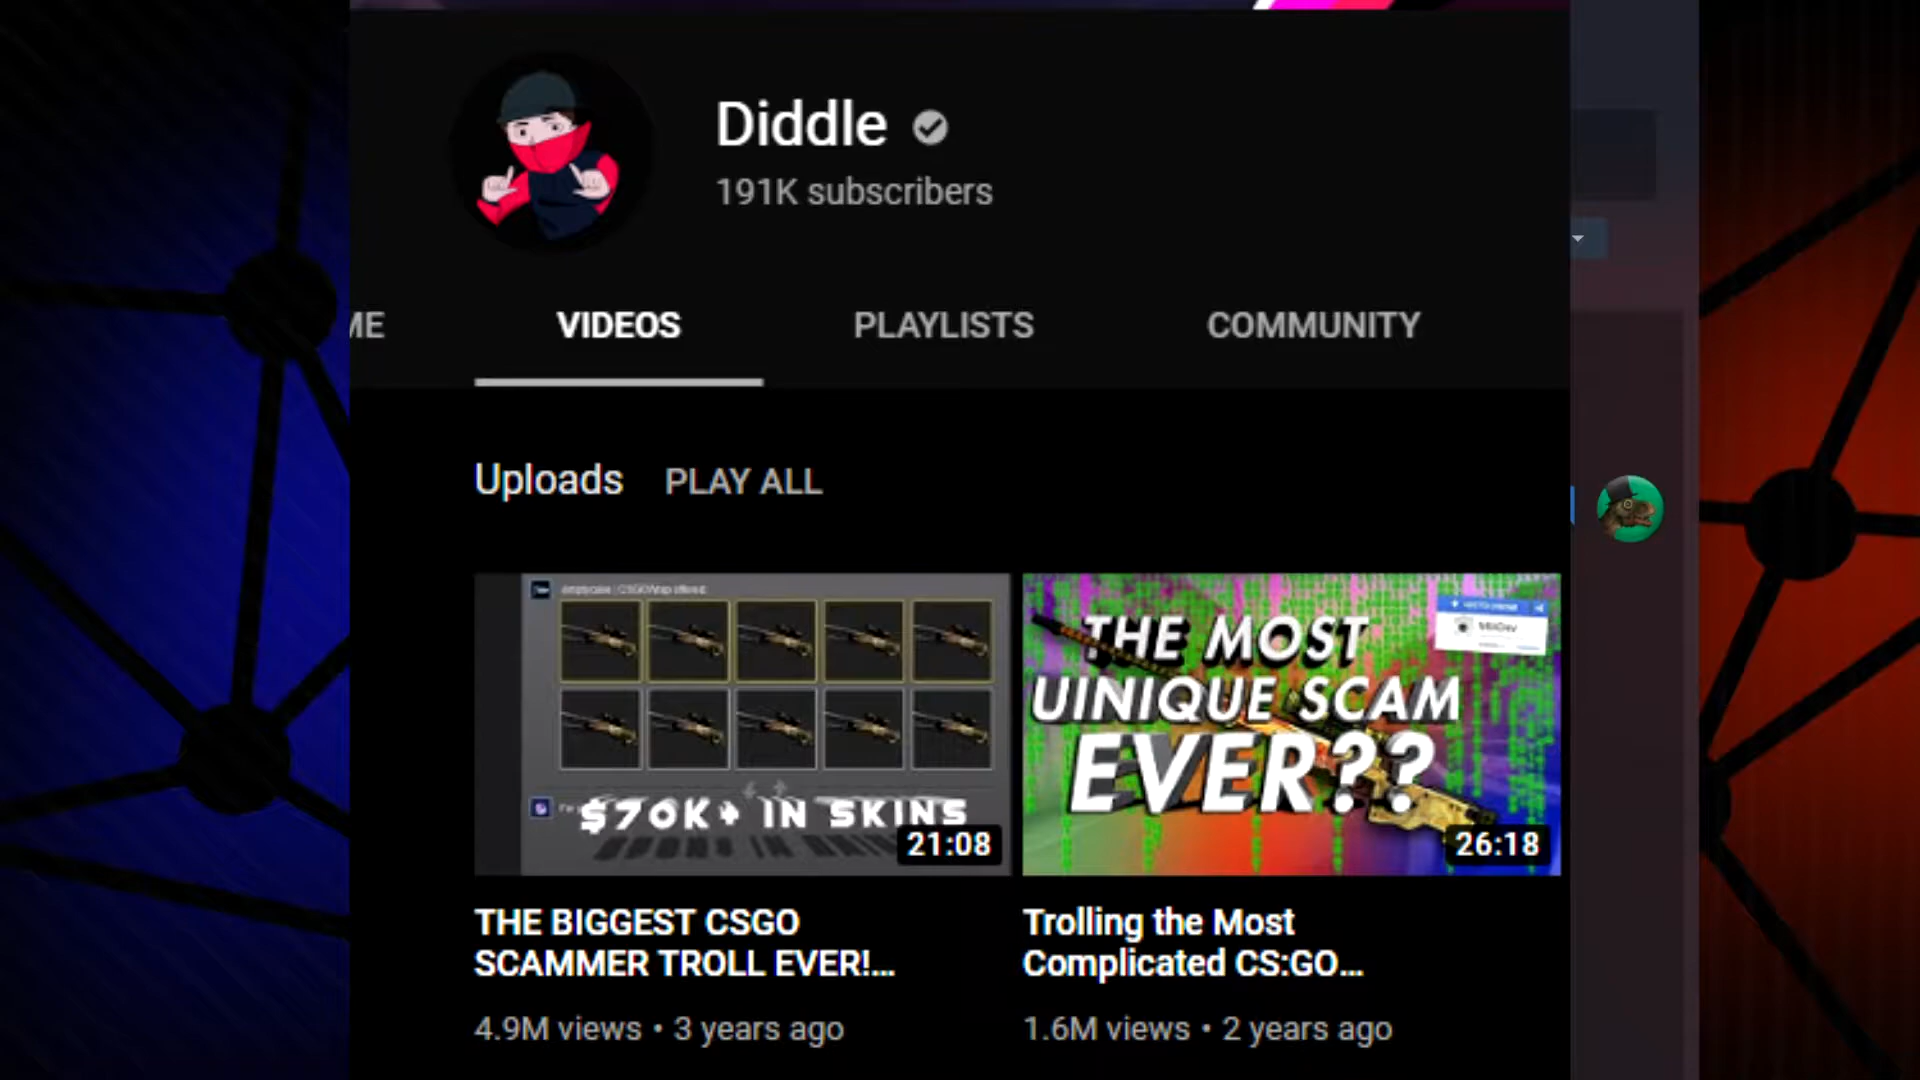 Diddle
191K subscribers
ME
VIDEOS
PLAYLISTS
COMMUNITY
Uploads
PLAY ALL
$70K+ IN SKINS
21:08
THE MOST
UINIQUE SCAM
EVER??
26:18
THE BIGGEST CSGO
SCAMMER TROLL EVER!...
4.9M views • 3 years ago
Trolling the Most
Complicated CS:GO...
1.6M views • 2 years ago